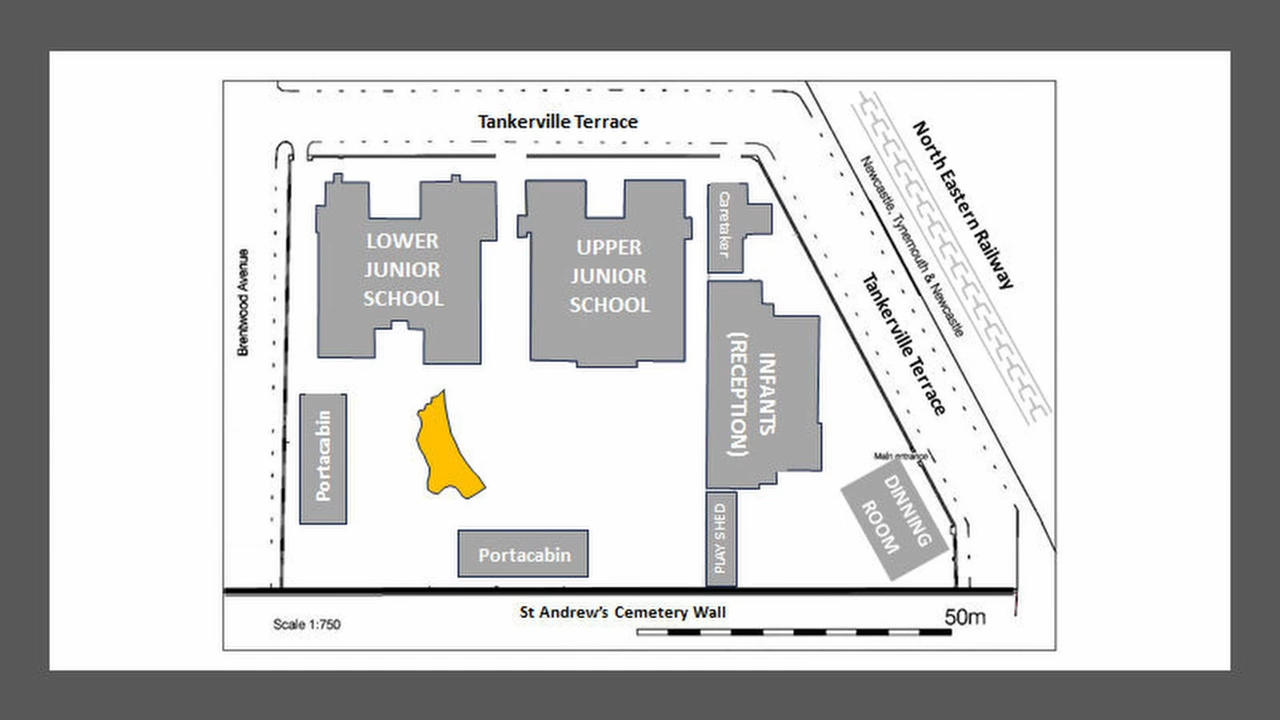 Tankerville Terrace
North Eastern Railway
Newcastle, Tynemouth & Newcastle
Tankerville Terrace
Brentwood Avenue
LOWER
JUNIOR
SCHOOL
UPPER
JUNIOR
SCHOOL
Caretaker
INFANTS
(RECEPTION)
Portacabin
Main entrance
DINNING
ROOM
PLAY SHED
Portacabin
St Andrew's Cemetery Wall
Scale 1:750
50m